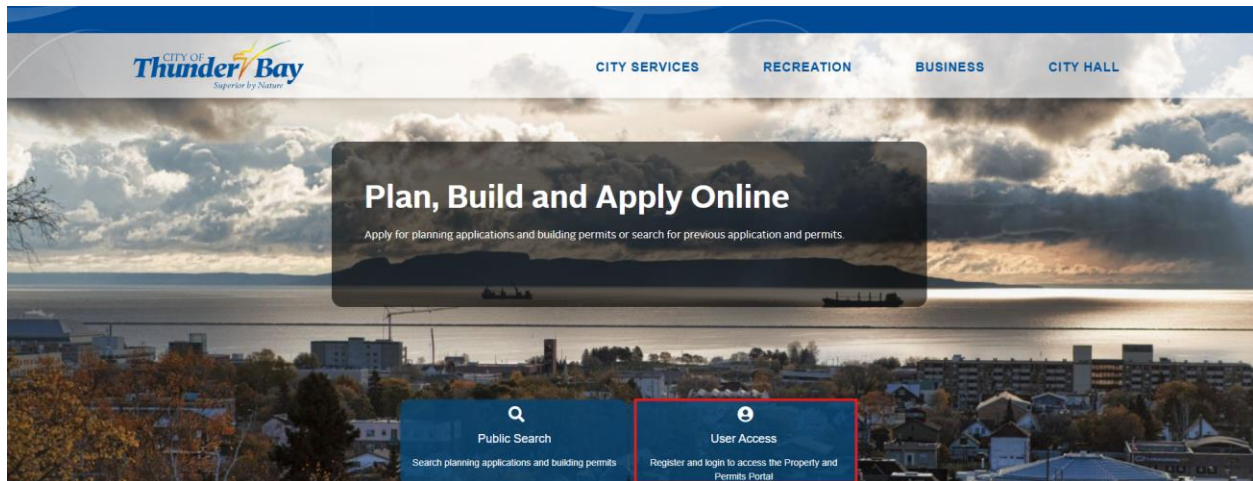 CITY OF
Thunder Bay
Superior by Nature
CITY SERVICES RECREATION BUSINESS CITY HALL
Plan, Build and Apply Online
Apply for planning applications and building permits or search for previous application and permits.
Public Search
Search planning applications and building permits
User Access
Register and login to access the Property and
Permits Portal